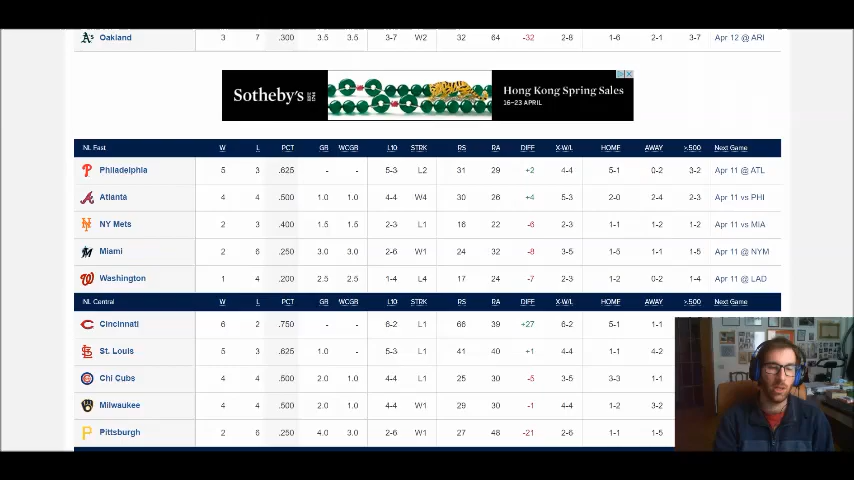 Oakland 3 7 .300 3.5 3.5 3-7 W2 32 64 -32 2-8 1-6 2-1 3-7 Apr 12 @ ARI
Sotheby's EST. 1744 Hong Kong Spring Sales
16–23 APRIL
NL East W L PCT GB WCGB L10 STRK RS RA DIFF X-W/L HOME AWAY >.500 Next Game
Philadelphia 5 3 .625 - - 5-3 L2 31 29 +2 4-4 5-1 0-2 3-2 Apr 11 @ ATL
Atlanta 4 4 .500 1.0 1.0 4-4 W4 30 26 +4 5-3 2-0 2-4 2-3 Apr 11 vs PHI
NY Mets 2 3 .400 1.5 1.5 2-3 L1 16 22 -6 2-3 1-1 1-2 1-2 Apr 11 vs MIA
Miami 2 6 .250 3.0 3.0 2-6 W1 24 32 -8 3-5 1-5 1-1 1-5 Apr 11 @ NYM
Washington 1 4 .200 2.5 2.5 1-4 L4 17 24 -7 2-3 1-2 0-2 1-4 Apr 11 @ LAD
NL Central W L PCT GB WCGB L10 STRK RS RA DIFF X-W/L HOME AWAY >.500 Next Game
Cincinnati 6 2 .750 - - 6-2 L1 66 39 +27 6-2 5-1 1-1
St. Louis 5 3 .625 1.0 - 5-3 L1 41 40 +1 4-4 1-1 4-2
Chi Cubs 4 4 .500 2.0 1.0 4-4 L1 25 30 -5 3-5 3-3 1-1
Milwaukee 4 4 .500 2.0 1.0 4-4 W1 29 30 -1 4-4 1-2 3-2
Pittsburgh 2 6 .250 4.0 3.0 2-6 W1 27 48 -21 2-6 1-1 1-5